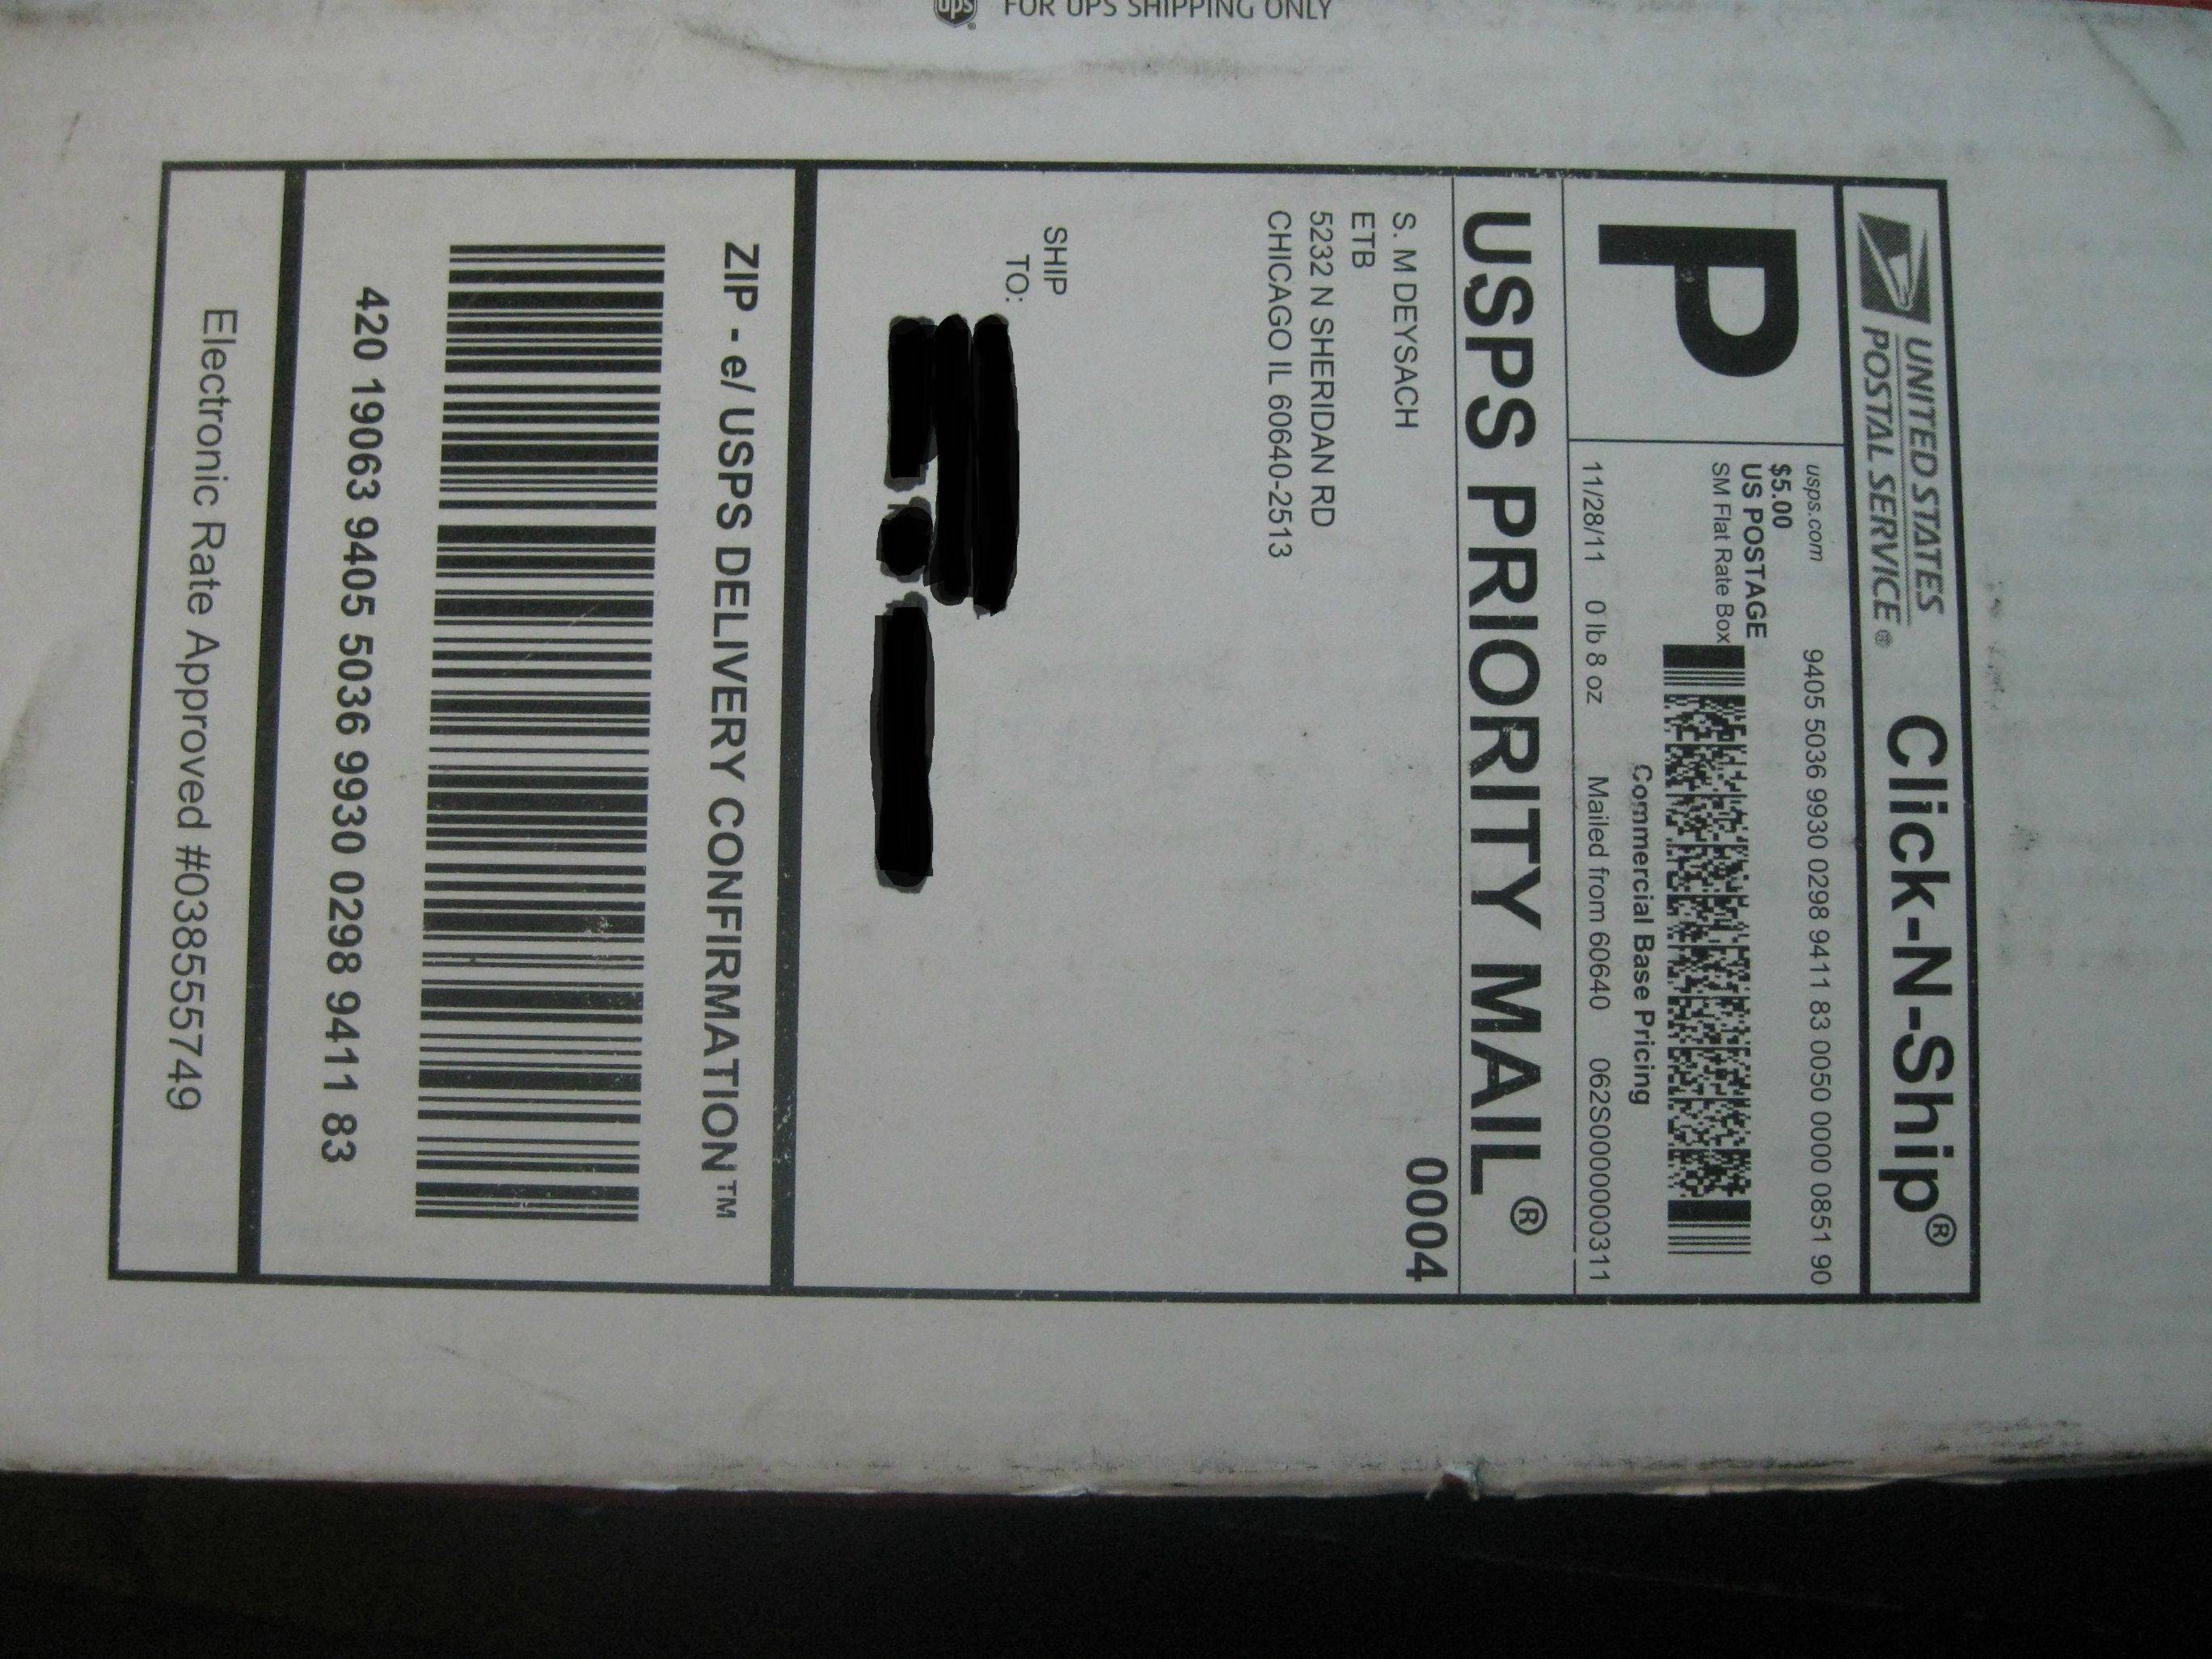 ups FOR UPS SHIPPING ONLY
UNITED STATES
POSTAL SERVICE®
Click-N-Ship®
P
usps.com
9405 5036 9930 0298 9411 83 0050 0000 0851 90
$5.00
US POSTAGE
SM Flat Rate Box
Commercial Base Pricing
11/28/11 0 lb 8 oz Mailed from 60640 062S0000000311
USPS PRIORITY MAIL®
0004
S. M DEYSACH
ETB
5232 N SHERIDAN RD
CHICAGO IL 60640-2513
SHIP
TO:
ZIP - e/ USPS DELIVERY CONFIRMATION™
420 19063 9405 5036 9930 0298 9411 83
Electronic Rate Approved #038555749